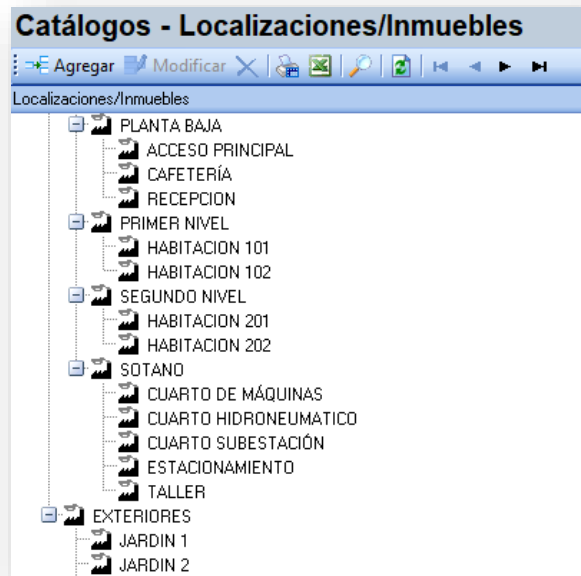 Catálogos - Localizaciones/Inmuebles
Agregar Modificar
Localizaciones/Inmuebles
PLANTA BAJA
ACCESO PRINCIPAL
CAFETERÍA
RECEPCION
PRIMER NIVEL
HABITACION 101
HABITACION 102
SEGUNDO NIVEL
HABITACION 201
HABITACION 202
SOTANO
CUARTO DE MÁQUINAS
CUARTO HIDRONEUMATICO
CUARTO SUBESTACIÓN
ESTACIONAMIENTO
TALLER
EXTERIORES
JARDIN 1
JARDIN 2